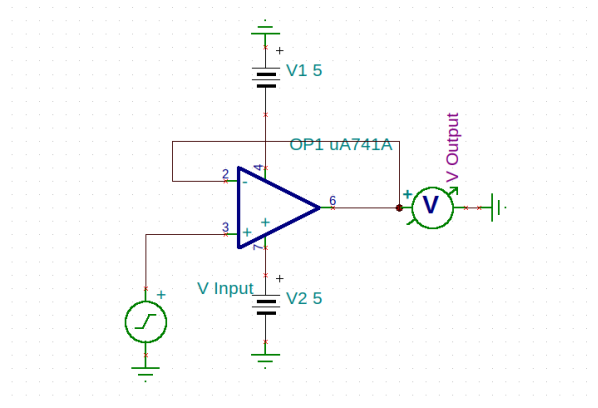 +
V1 5
OP1 uA741A
V Output
2
4
6
-
+
V
3
+
+
7
+
V Input
V2 5
+